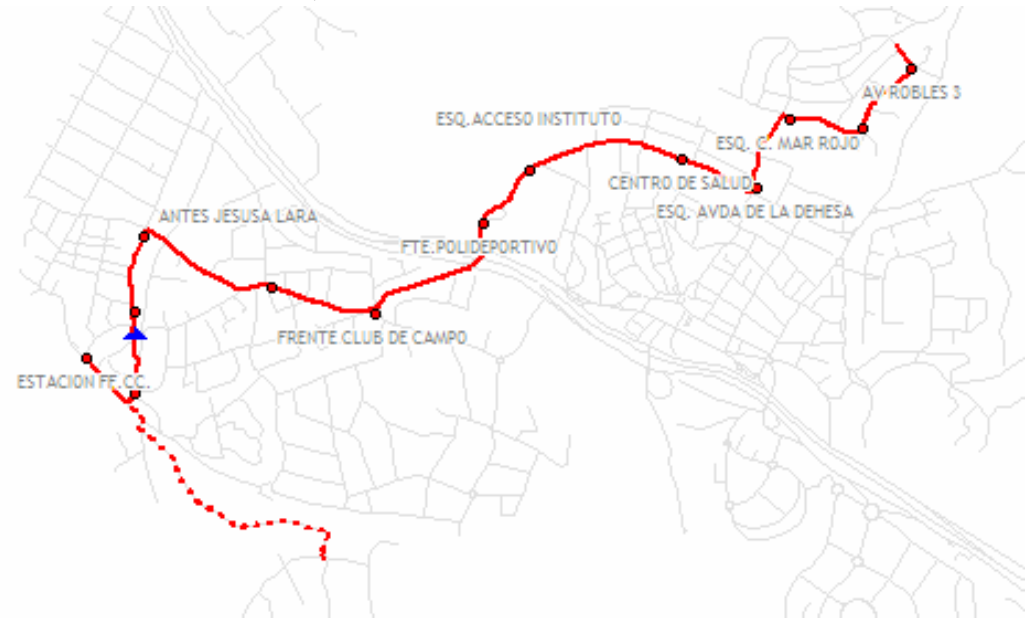 AV ROBLES 3
ESQ. ACCESO INSTITUTO
ESQ. C. MAR ROJO
CENTRO DE SALUD
ESQ. AVDA DE LA DEHESA
ANTES JESUSA LARA
FTE. POLIDEPORTIVO
FRENTE CLUB DE CAMPO
ESTACION FF.CC.